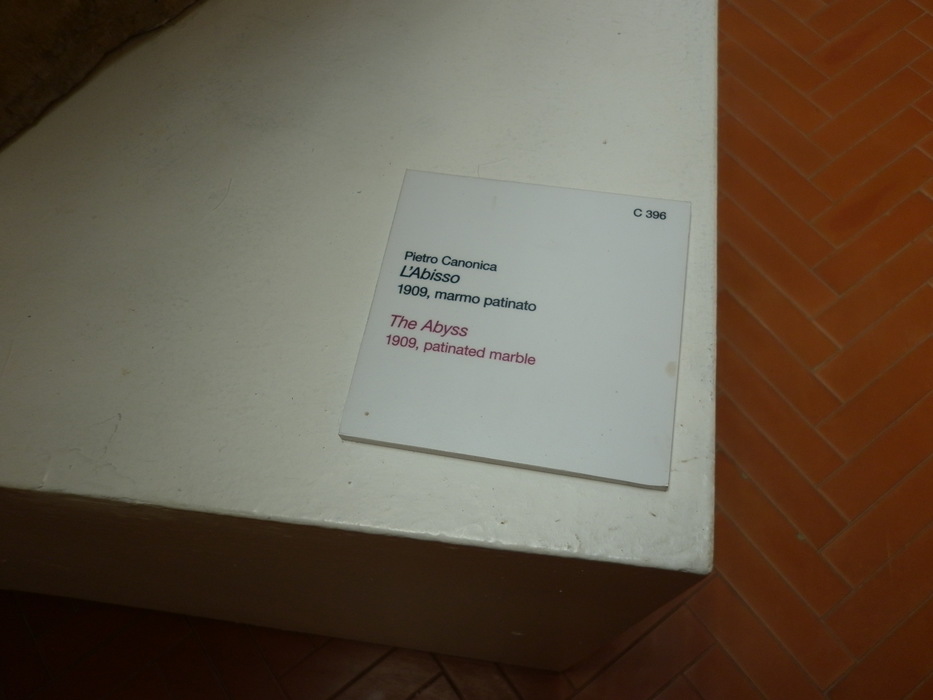 C 396
Pietro Canonica
L'Abisso
1909, marmo patinato
The Abyss
1909, patinated marble